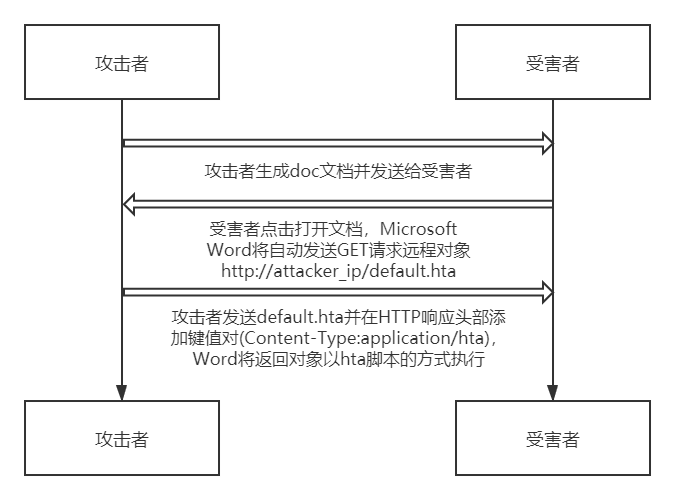 攻击者
受害者
攻击者生成doc文档并发送给受害者
受害者点击打开文档，Microsoft
Word将自动发送GET请求远程对象
http://attacker_ip/default.hta
攻击者发送default.hta并在HTTP响应头部添
加键值对(Content-Type:application/hta)，
Word将返回对象以hta脚本的方式执行
攻击者
受害者